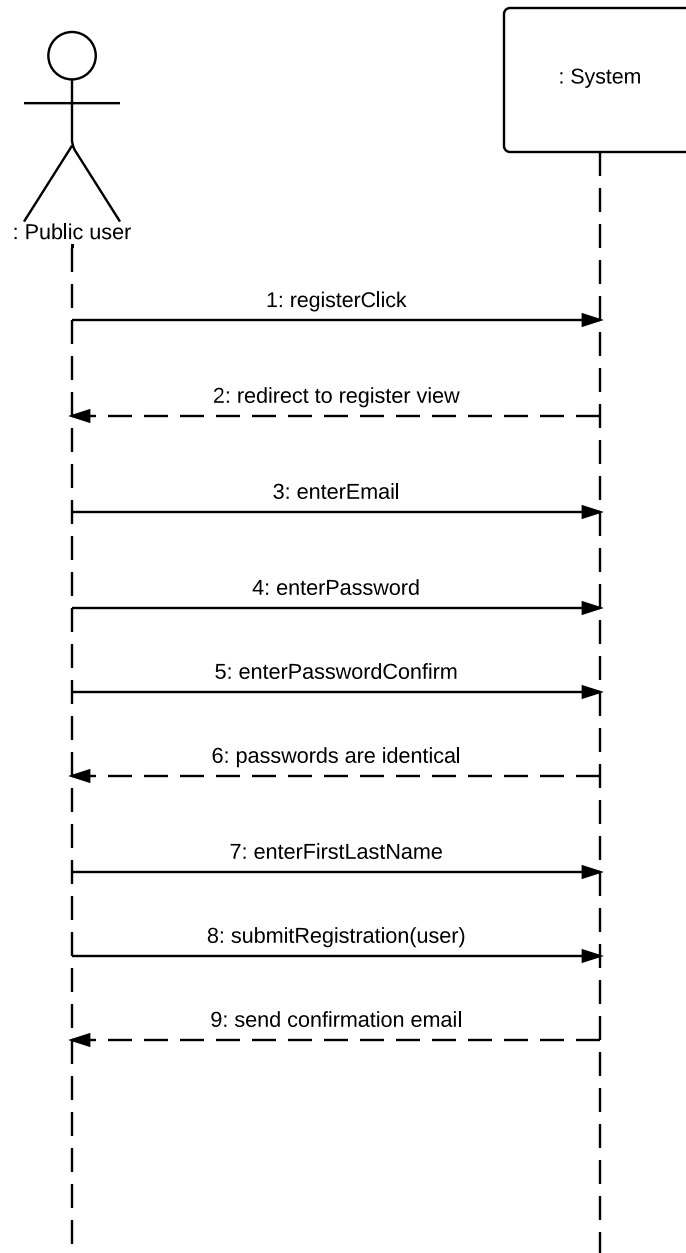 : System
: Public user
1: registerClick
2: redirect to register view
3: enterEmail
4: enterPassword
5: enterPasswordConfirm
6: passwords are identical
7: enterFirstLastName
8: submitRegistration(user)
9: send confirmation email